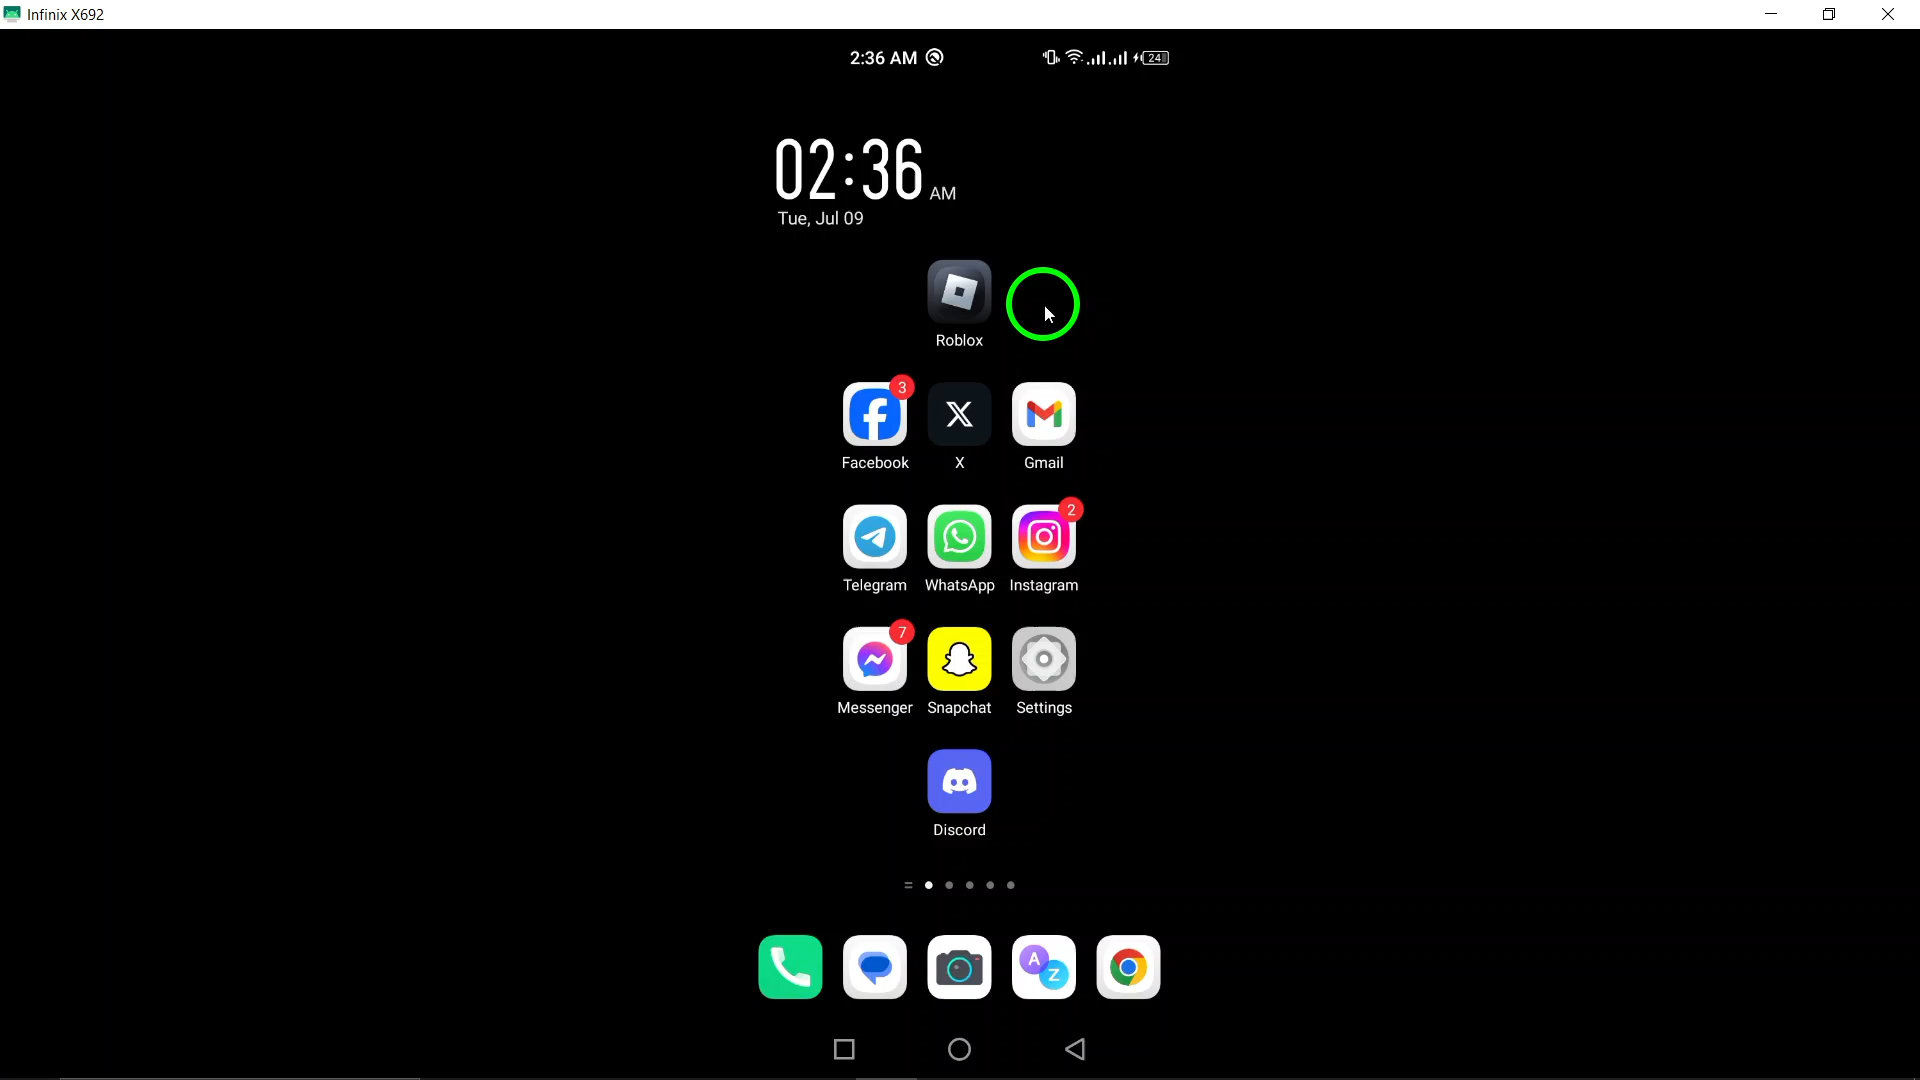 Infinix X692
2:36 AM
24
02:36 AM
Tue, Jul 09
Roblox
3
Facebook
X
Gmail
2
Telegram
WhatsApp
Instagram
7
Messenger
Snapchat
Settings
Discord
A
Z